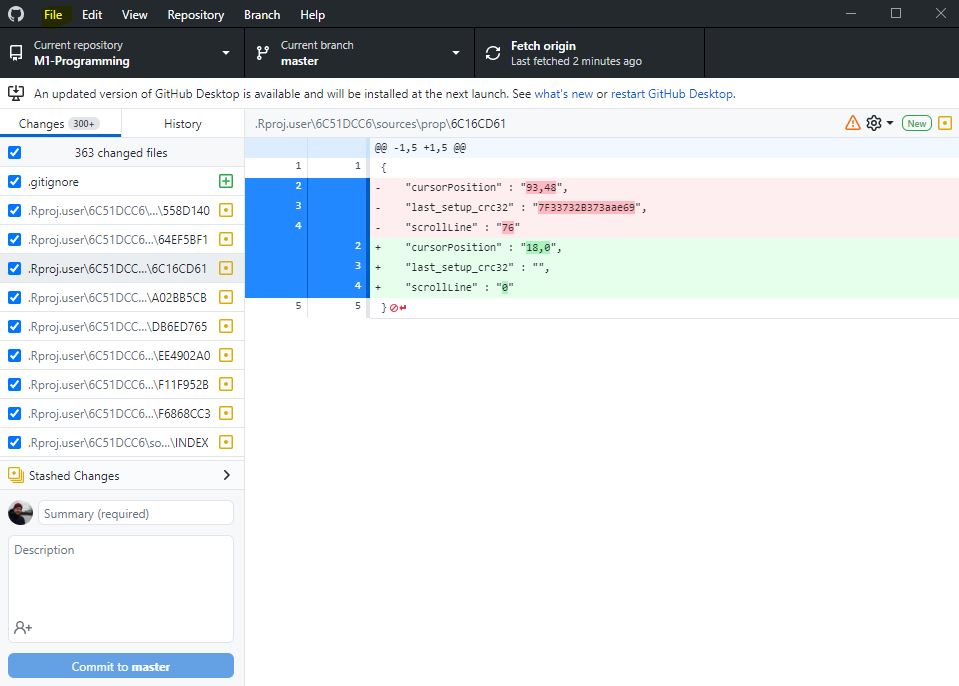 File Edit View Repository Branch Help
Current repository
M1-Programming
Current branch
master
Fetch origin
Last fetched 2 minutes ago
An updated version of GitHub Desktop is available and will be installed at the next launch. See what's new or restart GitHub Desktop.
Changes 300+
History
.Rproj.user\6C51DCC6\sources\prop\6C16CD61
New
363 changed files
.gitignore
.Rproj.user\6C51DCC6\...\558D140
.Rproj.user\6C51DCC6...\64EF5BF1
.Rproj.user\6C51DCC...\6C16CD61
.Rproj.user\6C51DCC6...\A02BB5CB
.Rproj.user\6C51DCC6...\DB6ED765
.Rproj.user\6C51DCC6...\EE4902A0
.Rproj.user\6C51DCC6...\F11F952B
.Rproj.user\6C51DCC6...\F6868CC3
.Rproj.user\6C51DCC6\so...\INDEX
Stashed Changes
Summary (required)
Description
Commit to master
@@ -1,5 +1,5 @@
1 1 {
2 - "cursorPosition" : "93,48",
3 - "last_setup_crc32" : "7F33732B373aae69",
4 - "scrollLine" : "76"
2 + "cursorPosition" : "18,0",
3 + "last_setup_crc32" : "",
4 + "scrollLine" : "0"
5 5 }